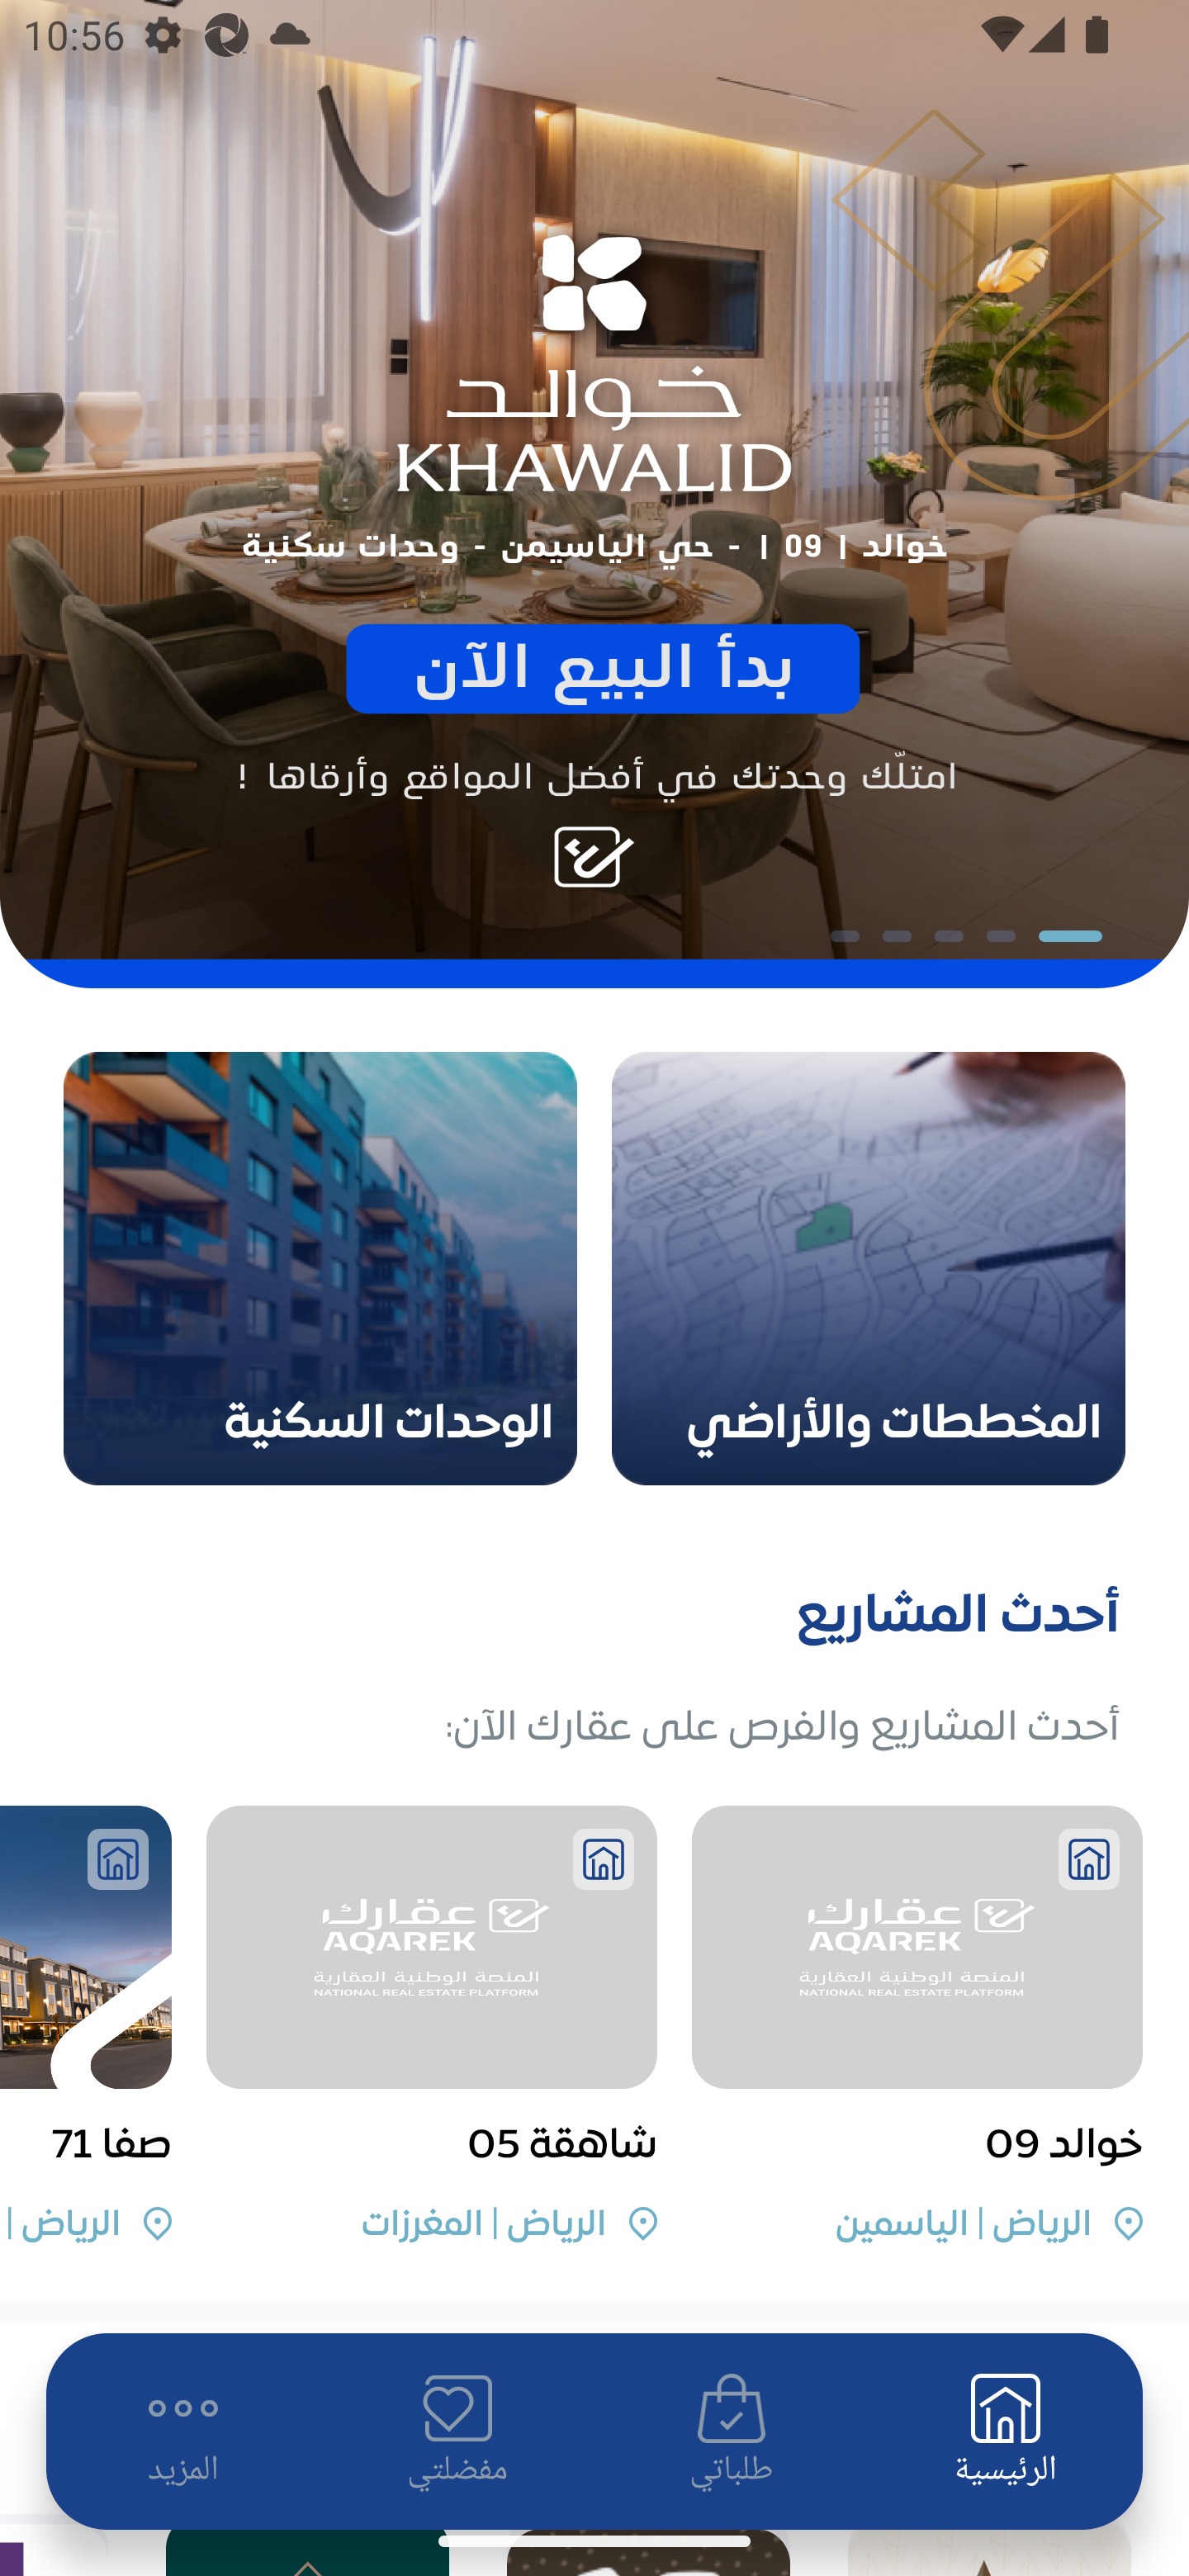 10:56
خوالد
KHAWALID
خوالد | 09 | - حي الياسيمن - وحدات سكنية
بدأ البيع الآن
امتلّك وحدتك في أفضل المواقع وأرقاها !
المخططات والأراضي
الوحدات السكنية
أحدث المشاريع
أحدث المشاريع والفرص على عقارك الآن:
عقارك
AQAREK
المنصة الوطنية العقارية
NATIONAL REAL ESTATE PLATFORM
خوالد 09
الرياض | الياسمين
عقارك
AQAREK
المنصة الوطنية العقارية
NATIONAL REAL ESTATE PLATFORM
شاهقة 05
الرياض | المغرزات
صفا 71
الرياض |
الرئيسية
طلباتي
مفضلتي
المزيد